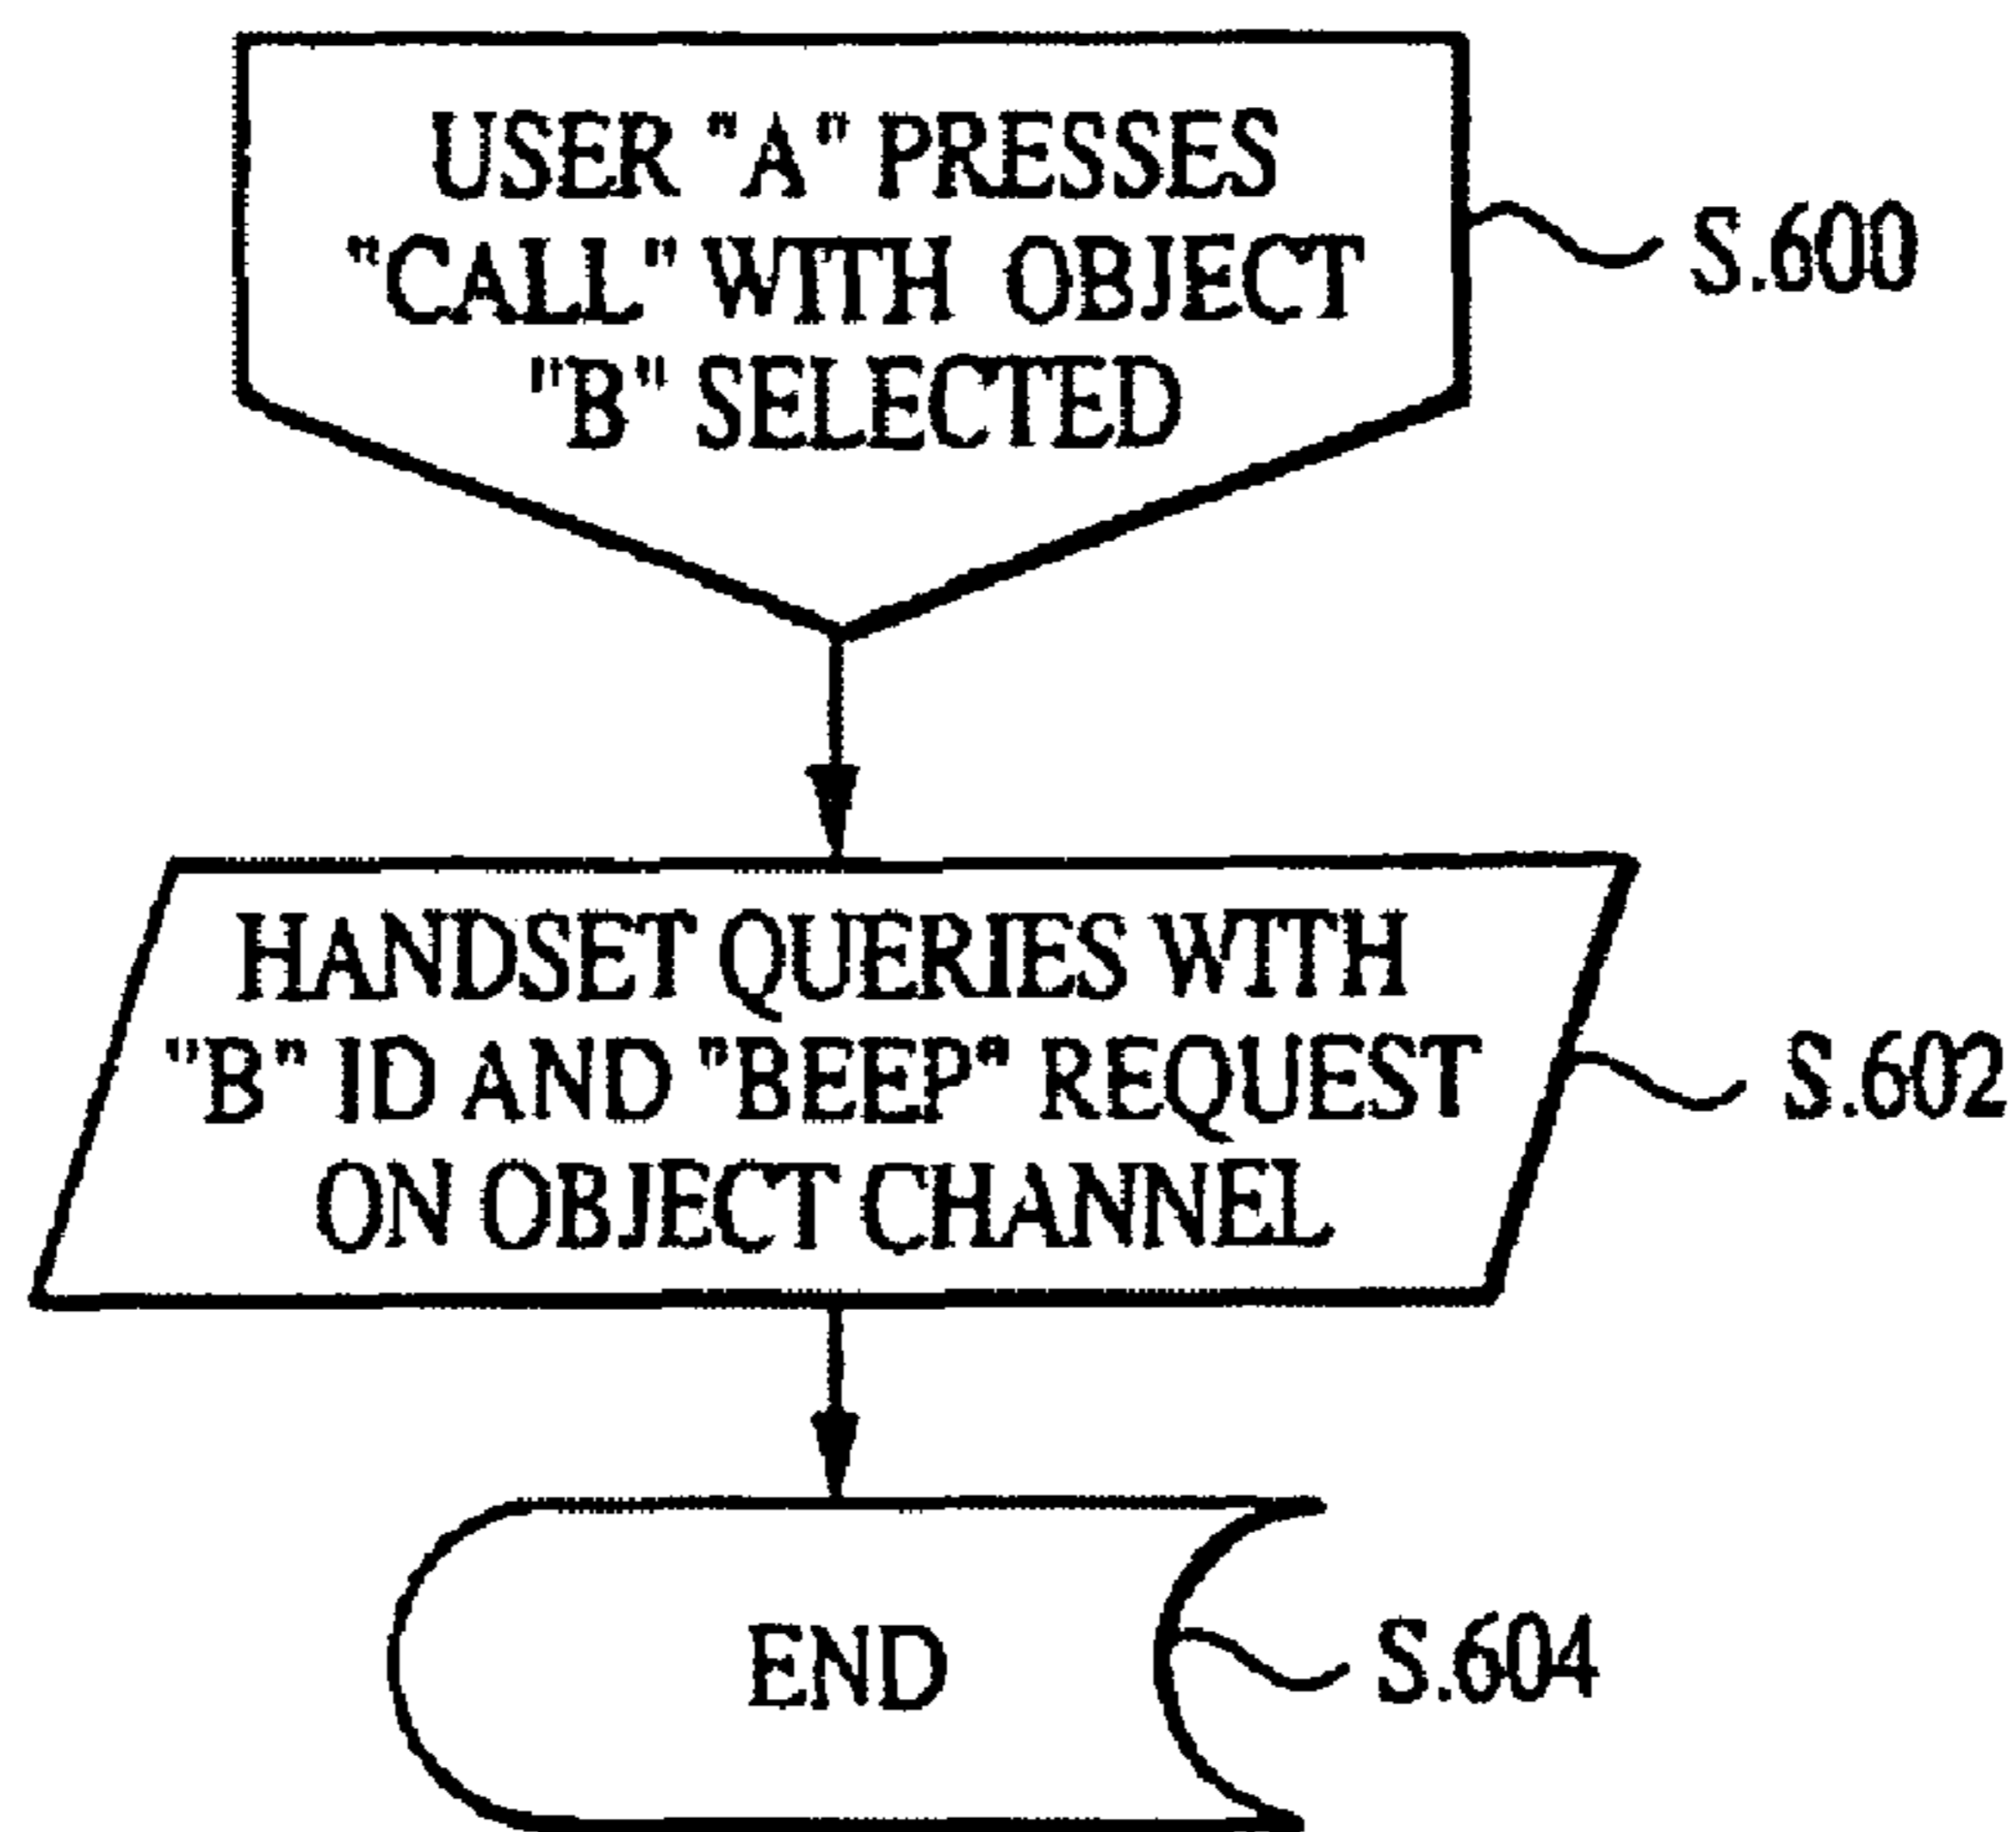 USER "A" PRESSES
"CALL" WITH OBJECT
"B" SELECTED
S.600
HANDSET QUERIES WITH
"B" ID AND "BEEP" REQUEST
ON OBJECT CHANNEL
S.602
END
S.604